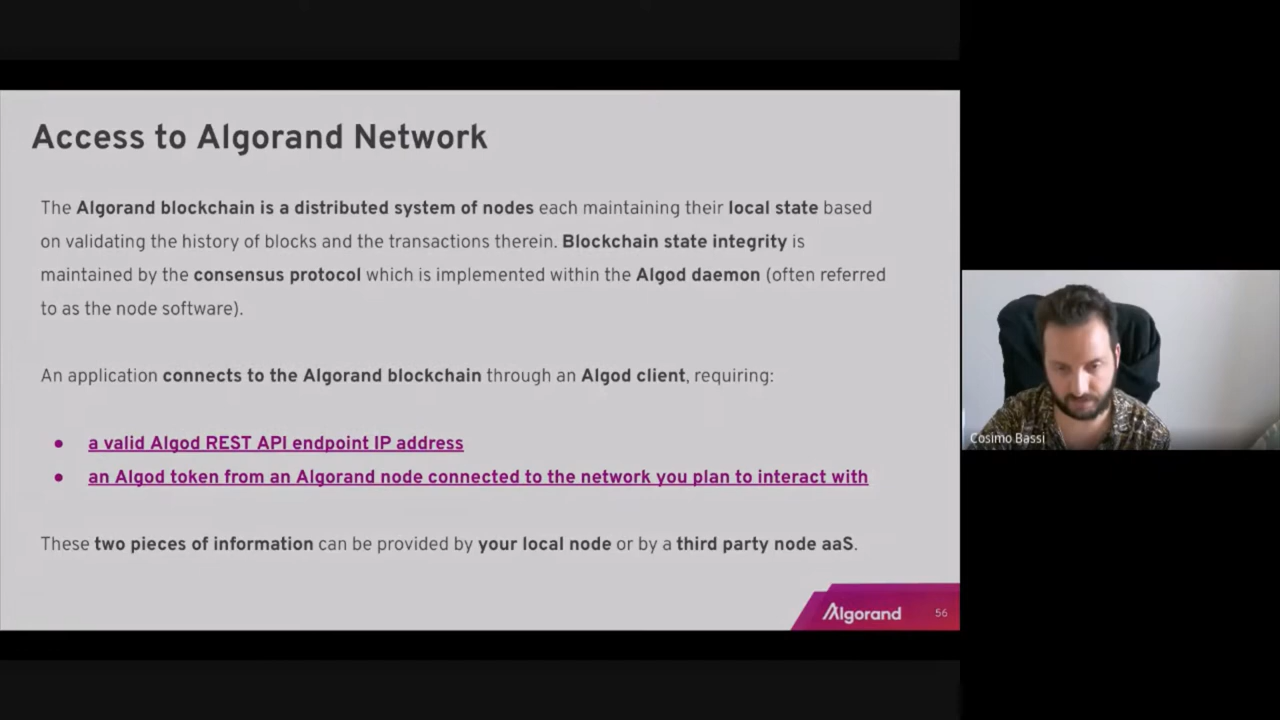 Access to Algorand Network
The Algorand blockchain is a distributed system of nodes each maintaining their local state based
on validating the history of blocks and the transactions therein. Blockchain state integrity is
maintained by the consensus protocol which is implemented within the Algod daemon (often referred
to as the node software).
An application connects to the Algorand blockchain through an Algod client, requiring:
● a valid Algod REST API endpoint IP address
● an Algod token from an Algorand node connected to the network you plan to interact with
These two pieces of information can be provided by your local node or by a third party node aaS.
Algorand 56
Cosimo Bassi